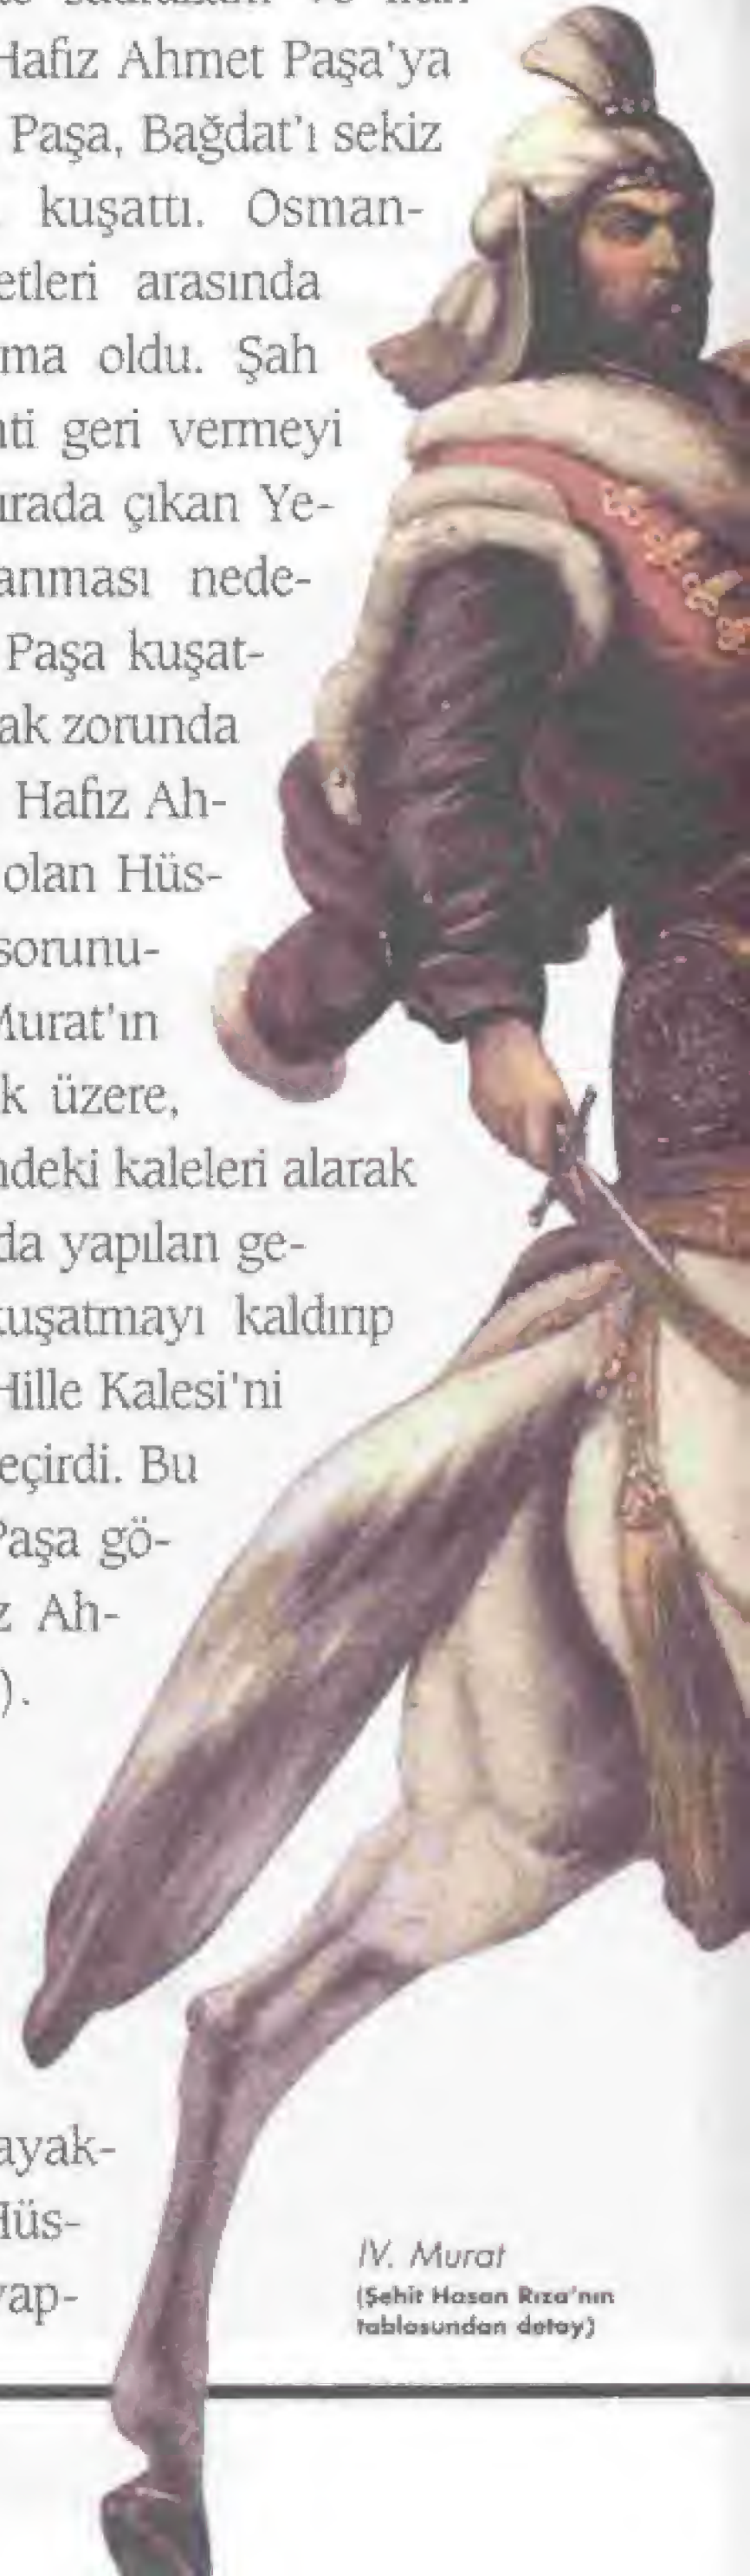 Hafiz Ahmet Paşa'ya
Paşa, Bağdat'ı sekiz
kuşattı. Osman-
etleri arasında
ma oldu. Şah
nti geri vermeyi
ırada çıkan Ye-
anması nede-
Paşa kuşat-
ak zorunda
Hafiz Ah-
olan Hüs-
sorunu-
Murat'ın
k üzere,
ndeki kaleleri alarak
da yapılan ge-
kuşatmayı kaldırıp
Hille Kalesi'ni
eçirdi. Bu
Paşa gö-
z Ah-
).
ayak-
Hüs-
yap-
IV. Murat
(Şehit Hasan Rıza'nın
tablosundan detay)